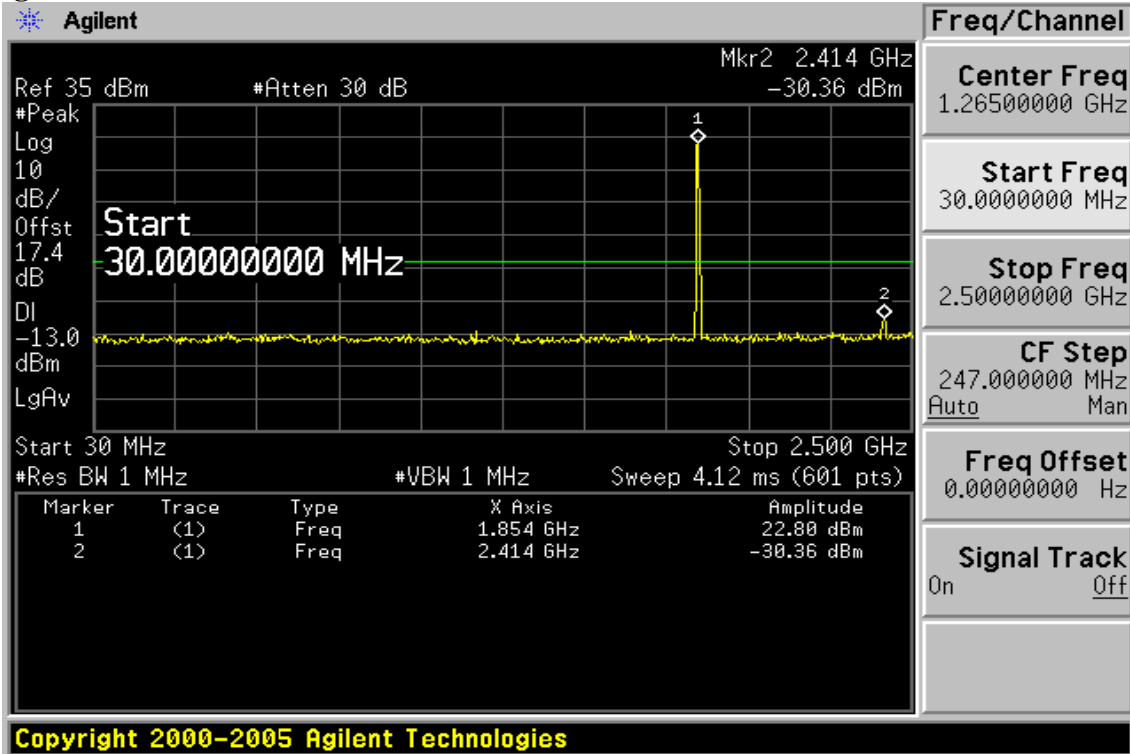 Agilent
Freq/Channel
Mkr2 2.414 GHz
Ref 35 dBm #Atten 30 dB -30.36 dBm
#Peak
Log
10
dB/
Offst
17.4
dB
DI
-13.0
dBm
LgAv
1
2
Start
30.00000000 MHz
Start 30 MHz Stop 2.500 GHz
#Res BW 1 MHz #VBW 1 MHz Sweep 4.12 ms (601 pts)
Marker Trace Type X Axis Amplitude
1 (1) Freq 1.854 GHz 22.80 dBm
2 (1) Freq 2.414 GHz -30.36 dBm
Center Freq
1.26500000 GHz
Start Freq
30.0000000 MHz
Stop Freq
2.50000000 GHz
CF Step
247.000000 MHz
Auto Man
Freq Offset
0.00000000 Hz
Signal Track
On Off
Copyright 2000-2005 Agilent Technologies